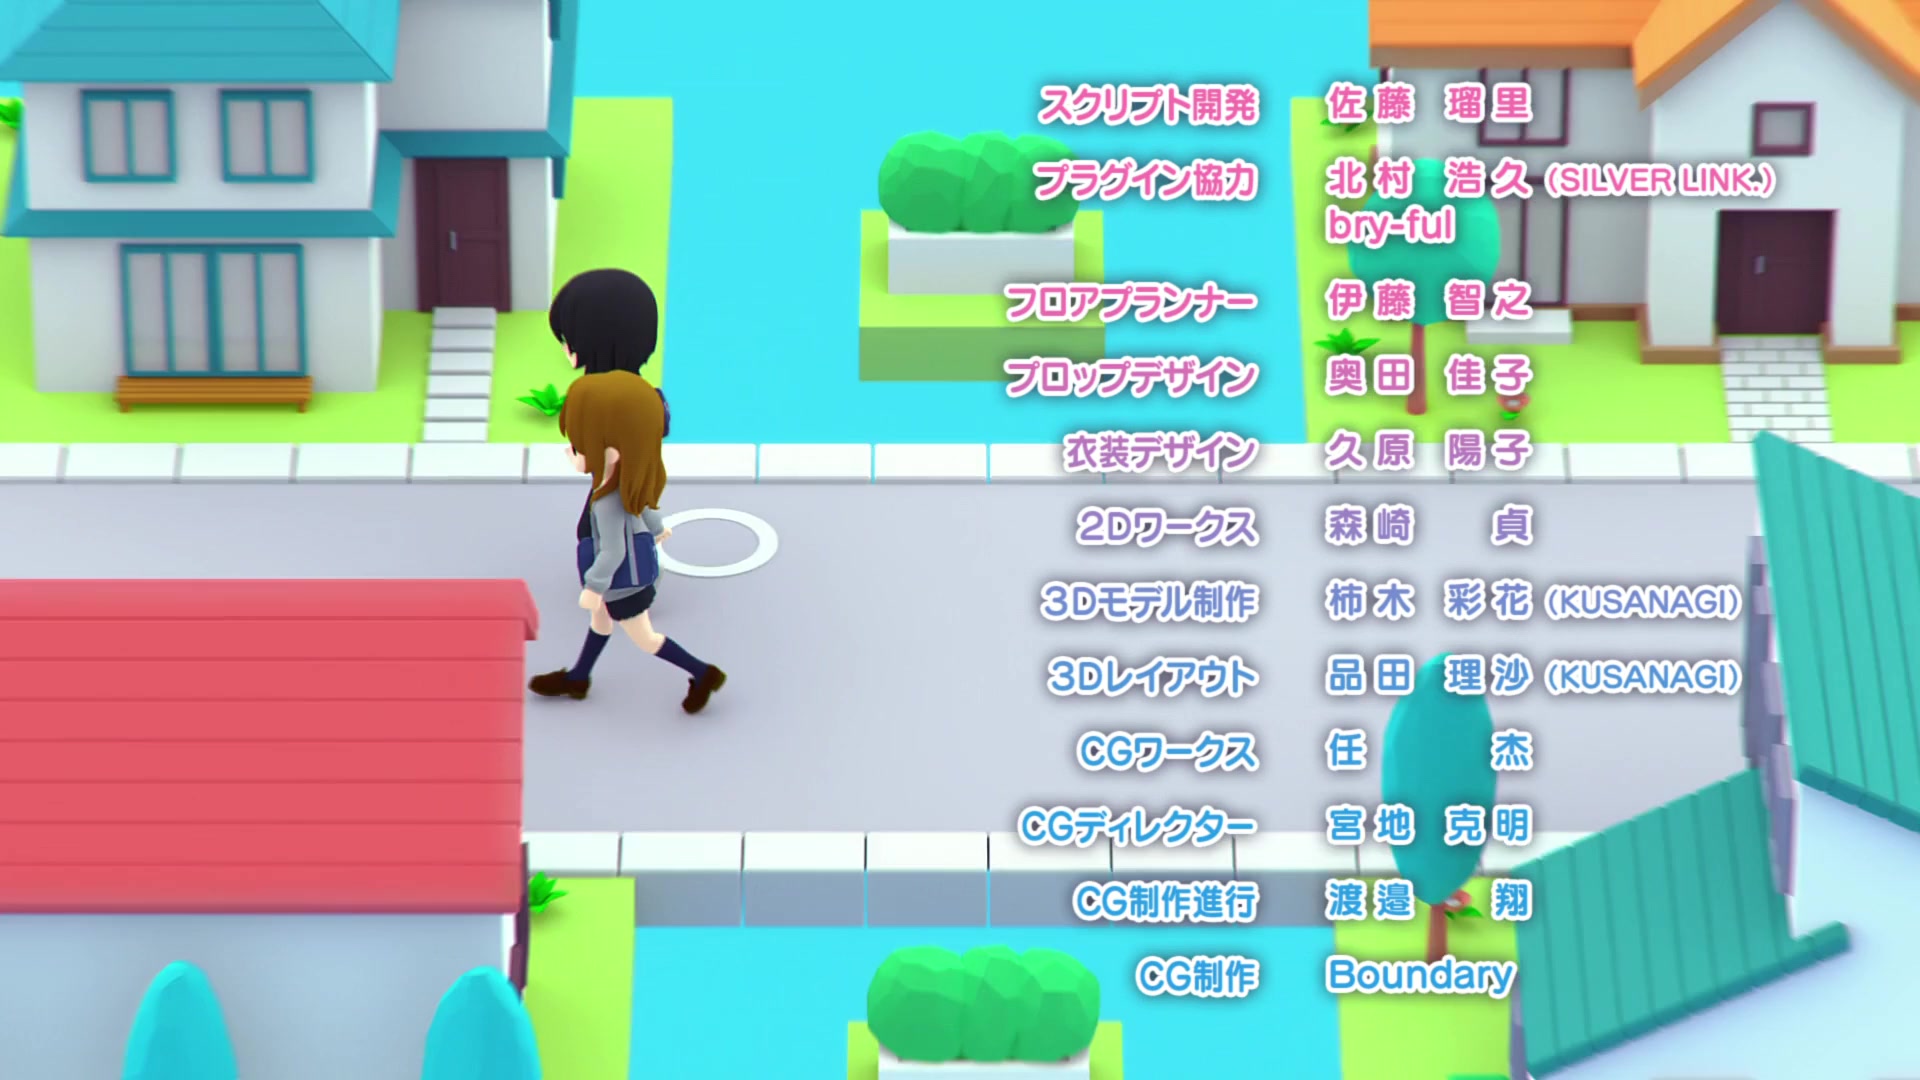 スクリプト開発 佐藤 瑠里
プラグイン協力 北村 浩久 (SILVER LINK.)
bry-ful
フロアプランナー 伊藤 智之
プロップデザイン 奥田 佳子
衣装デザイン 久原 陽子
2Dワークス 森崎 貞
3Dモデル制作 柿木 彩花 (KUSANAGI)
3Dレイアウト 品田 理沙 (KUSANAGI)
CGワークス 任 杰
CGディレクター 宮地 克明
CG制作進行 渡邉 翔
CG制作 Boundary